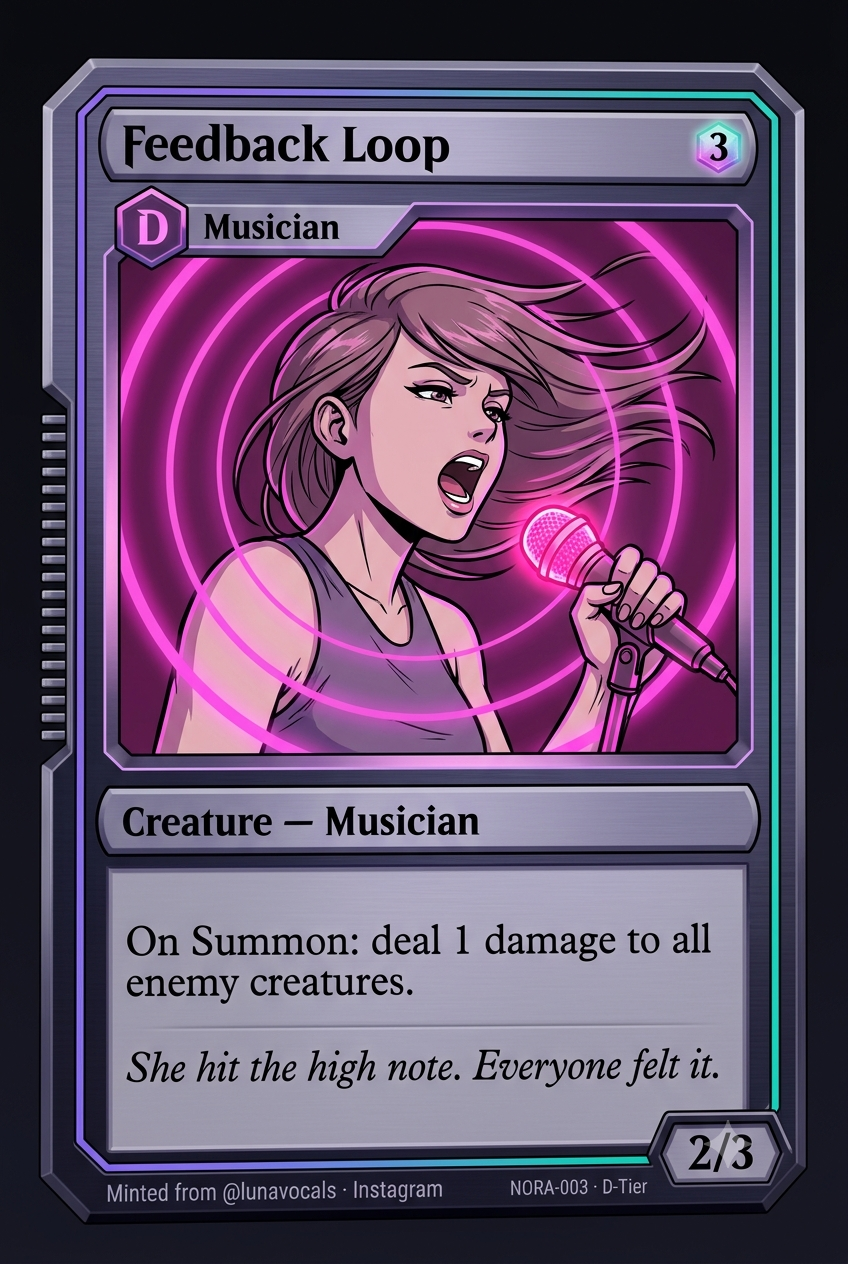 Feedback Loop
3
D
Musician
Creature — Musician
On Summon: deal 1 damage to all
enemy creatures.
She hit the high note. Everyone felt it.
2/3
Minted from @lunavocals · Instagram
NORA-003 · D-Tier